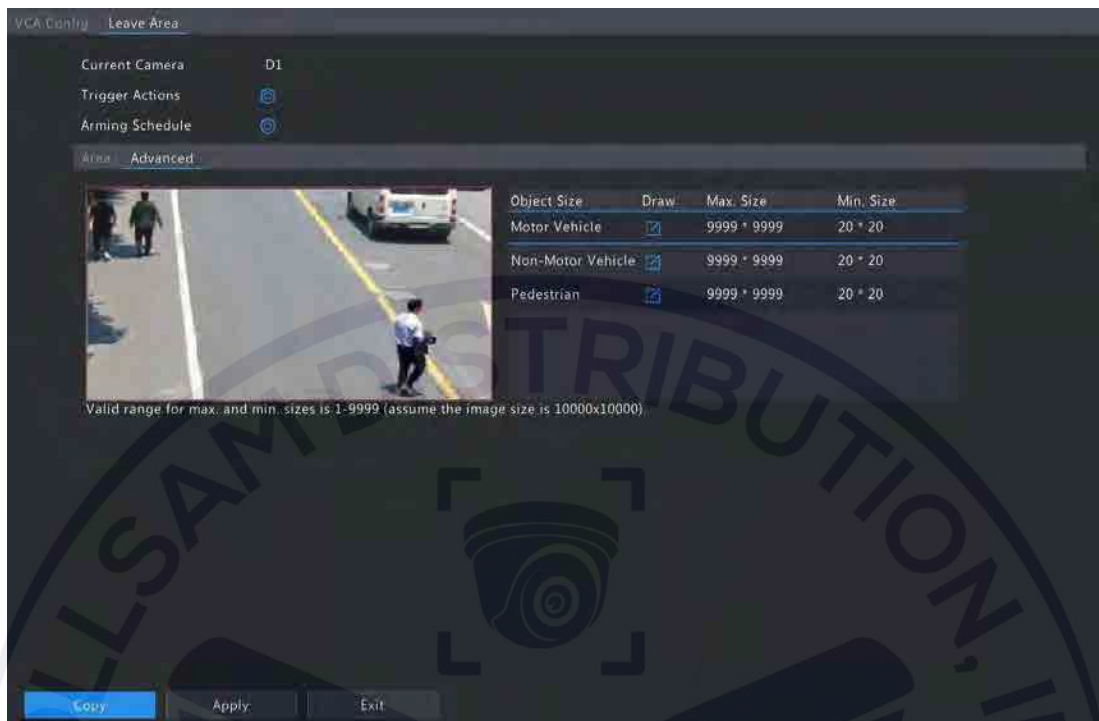 VCA Config Leave Area
Current Camera D1
Trigger Actions
Arming Schedule
Area Advanced
Object Size Draw Max. Size Min. Size
Motor Vehicle 9999 * 9999 20 * 20
Non-Motor Vehicle 9999 * 9999 20 * 20
Pedestrian 9999 * 9999 20 * 20
Valid range for max. and min. sizes is 1-9999 (assume the image size is 10000x10000).
LLSAM DISTRIBUTION, I
Copy Apply Exit